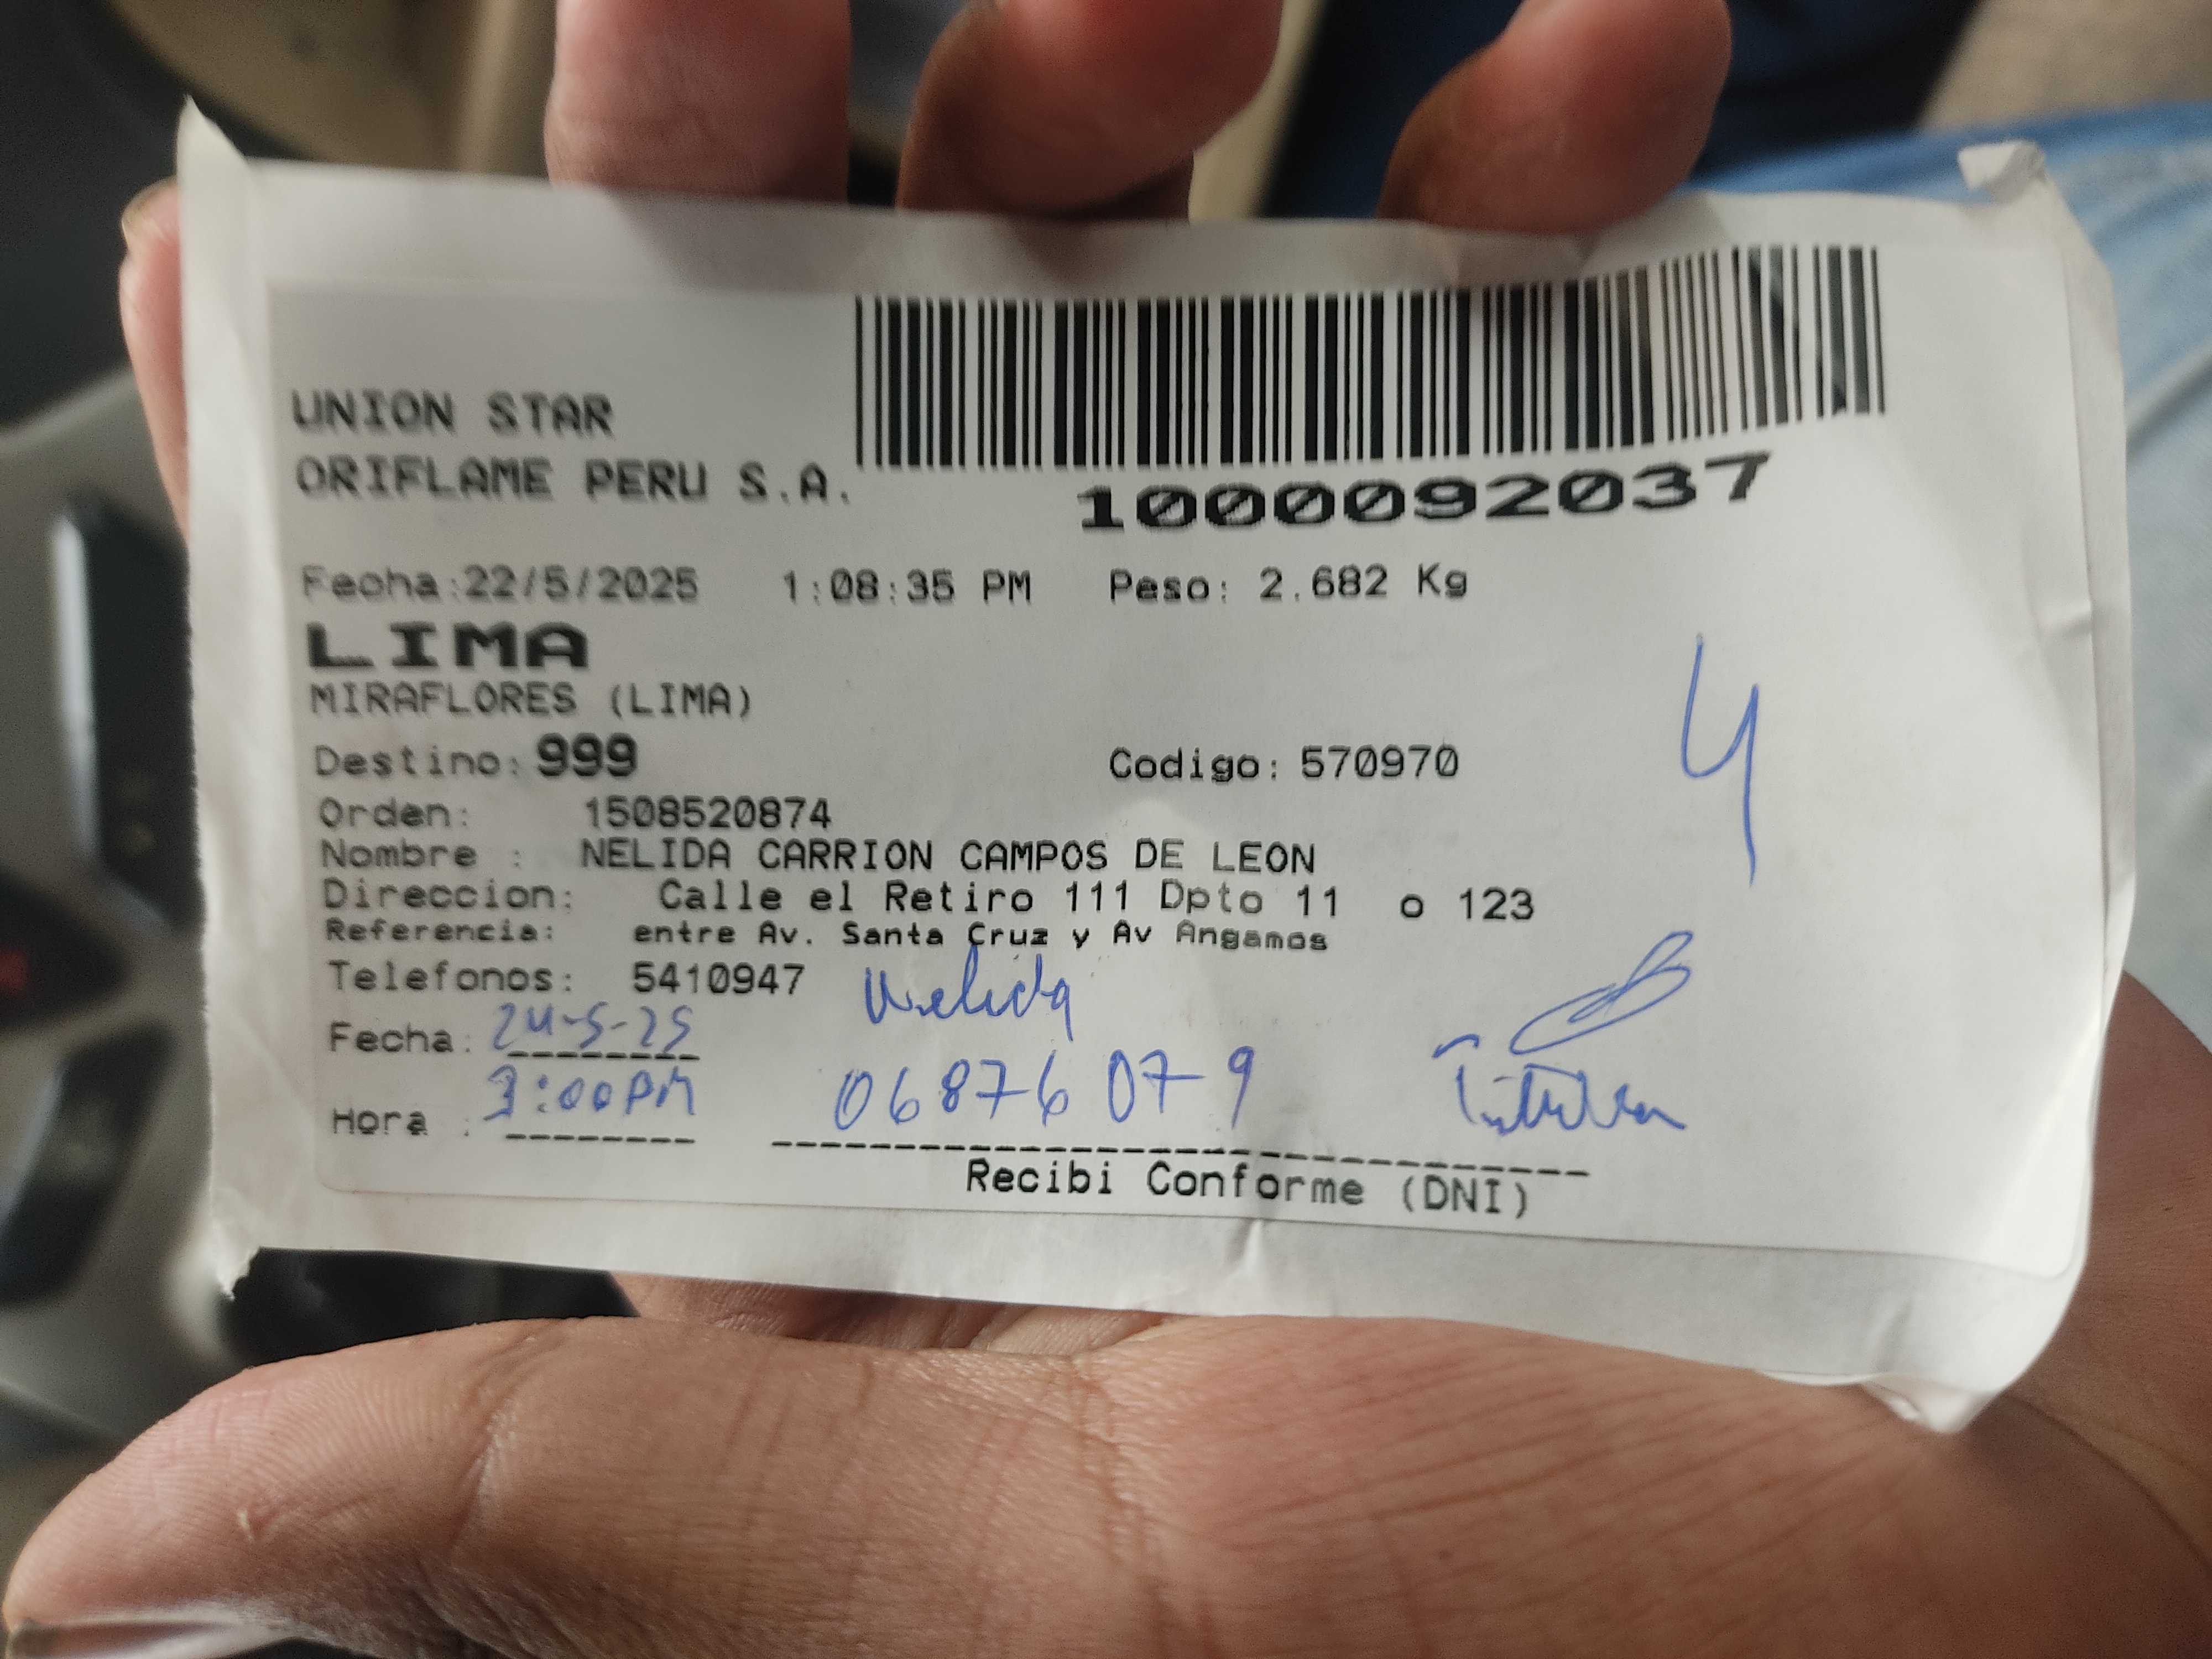 UNION STAR
ORIFLAME PERU S.A.
1000092037
Fecha:22/5/2025 1:08:35 PM Peso: 2.682 Kg
LIMA
MIRAFLORES (LIMA)
Destino: 999 Codigo: 570970
4
Orden: 1508520874
Nombre : NELIDA CARRION CAMPOS DE LEON
Direccion: Calle el Retiro 111 Dpto 11 o 123
Referencia: entre Av. Santa Cruz y Av Angamos
Telefonos: 5410947 Nelida
Fecha: 24-5-25
Hora : 3:00PM 06876079
Recibi Conforme (DNI)